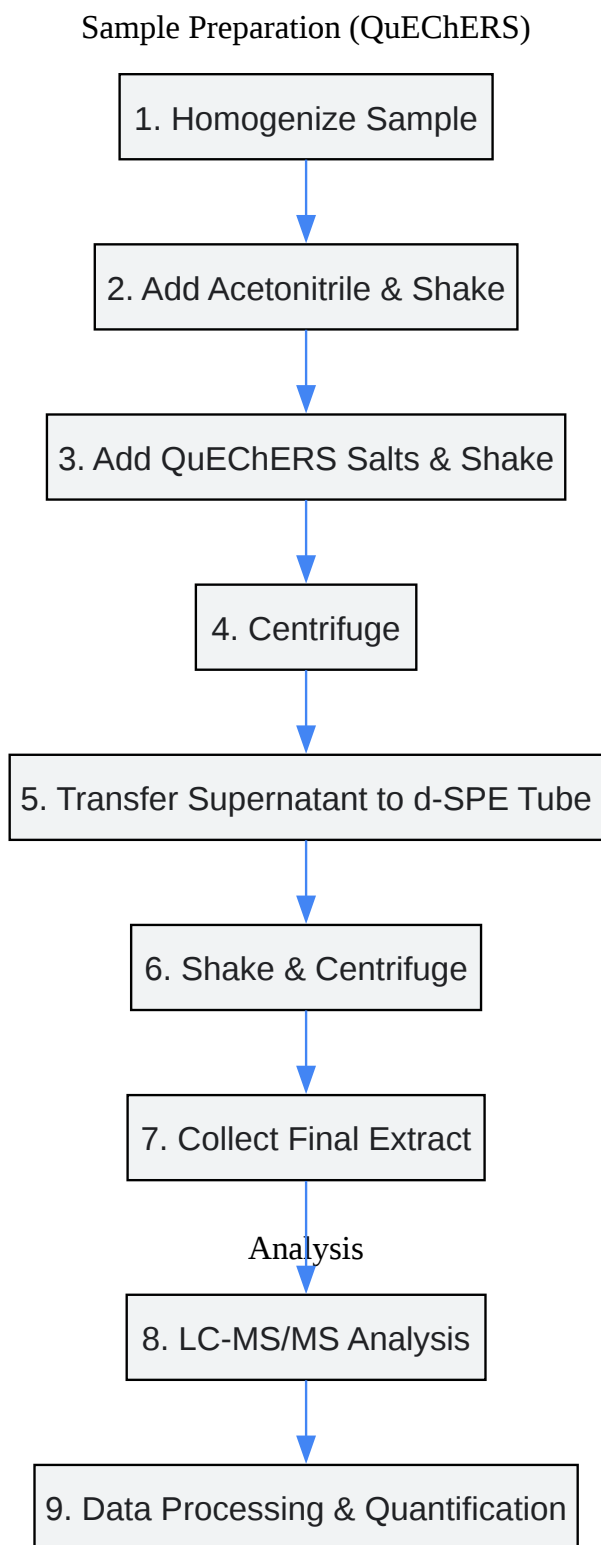 Sample Preparation (QuEChERS)
1. Homogenize Sample
2. Add Acetonitrile & Shake
3. Add QuEChERS Salts & Shake
4. Centrifuge
5. Transfer Supernatant to d-SPE Tube
6. Shake & Centrifuge
7. Collect Final Extract
Analysis
8. LC-MS/MS Analysis
9. Data Processing & Quantification